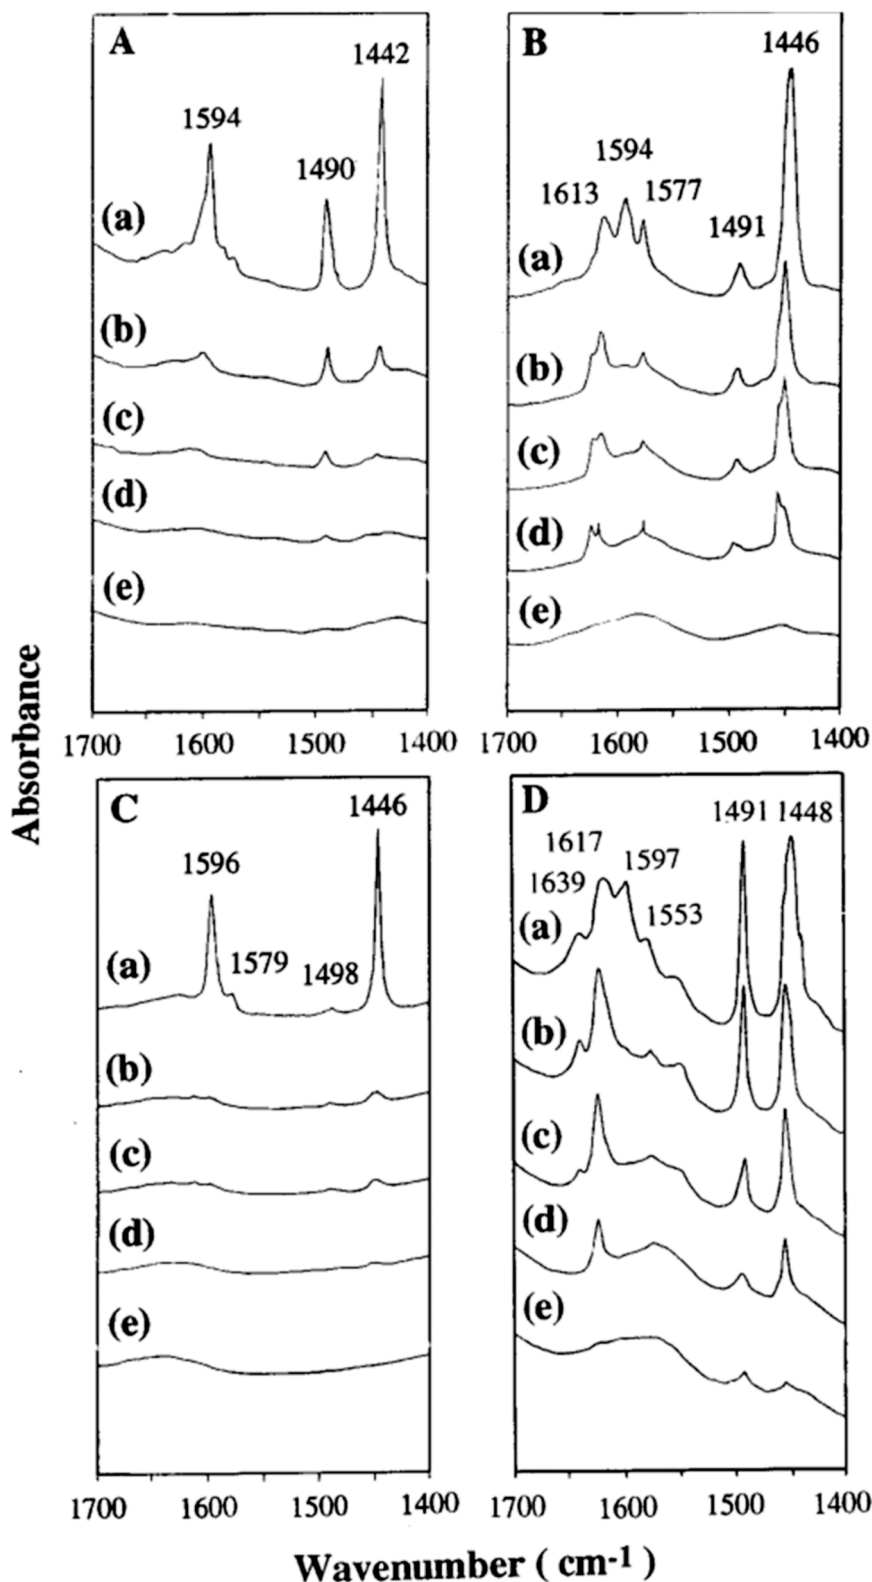 A
1442
1594
1490
(a)
(b)
(c)
(d)
(e)
1700 1600 1500 1400
B
1446
1594
1613 1577
1491
(a)
(b)
(c)
(d)
(e)
1700 1600 1500 1400
Absorbance
C
1446
1596
1579 1498
(a)
(b)
(c)
(d)
(e)
1700 1600 1500 1400
D
1491 1448
1617
1597
1639
1553
(a)
(b)
(c)
(d)
(e)
1700 1600 1500 1400
Wavenumber ( cm-1 )